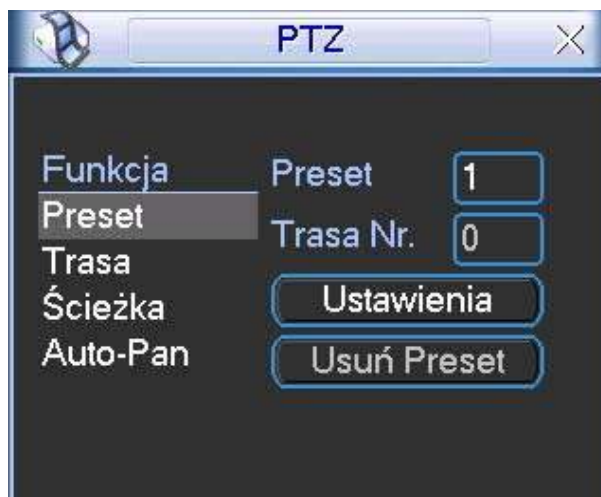 PTZ
Funkcja
Preset
Trasa
Ścieżka
Auto-Pan
Preset 1
Trasa Nr. 0
Ustawienia
Usuń Preset